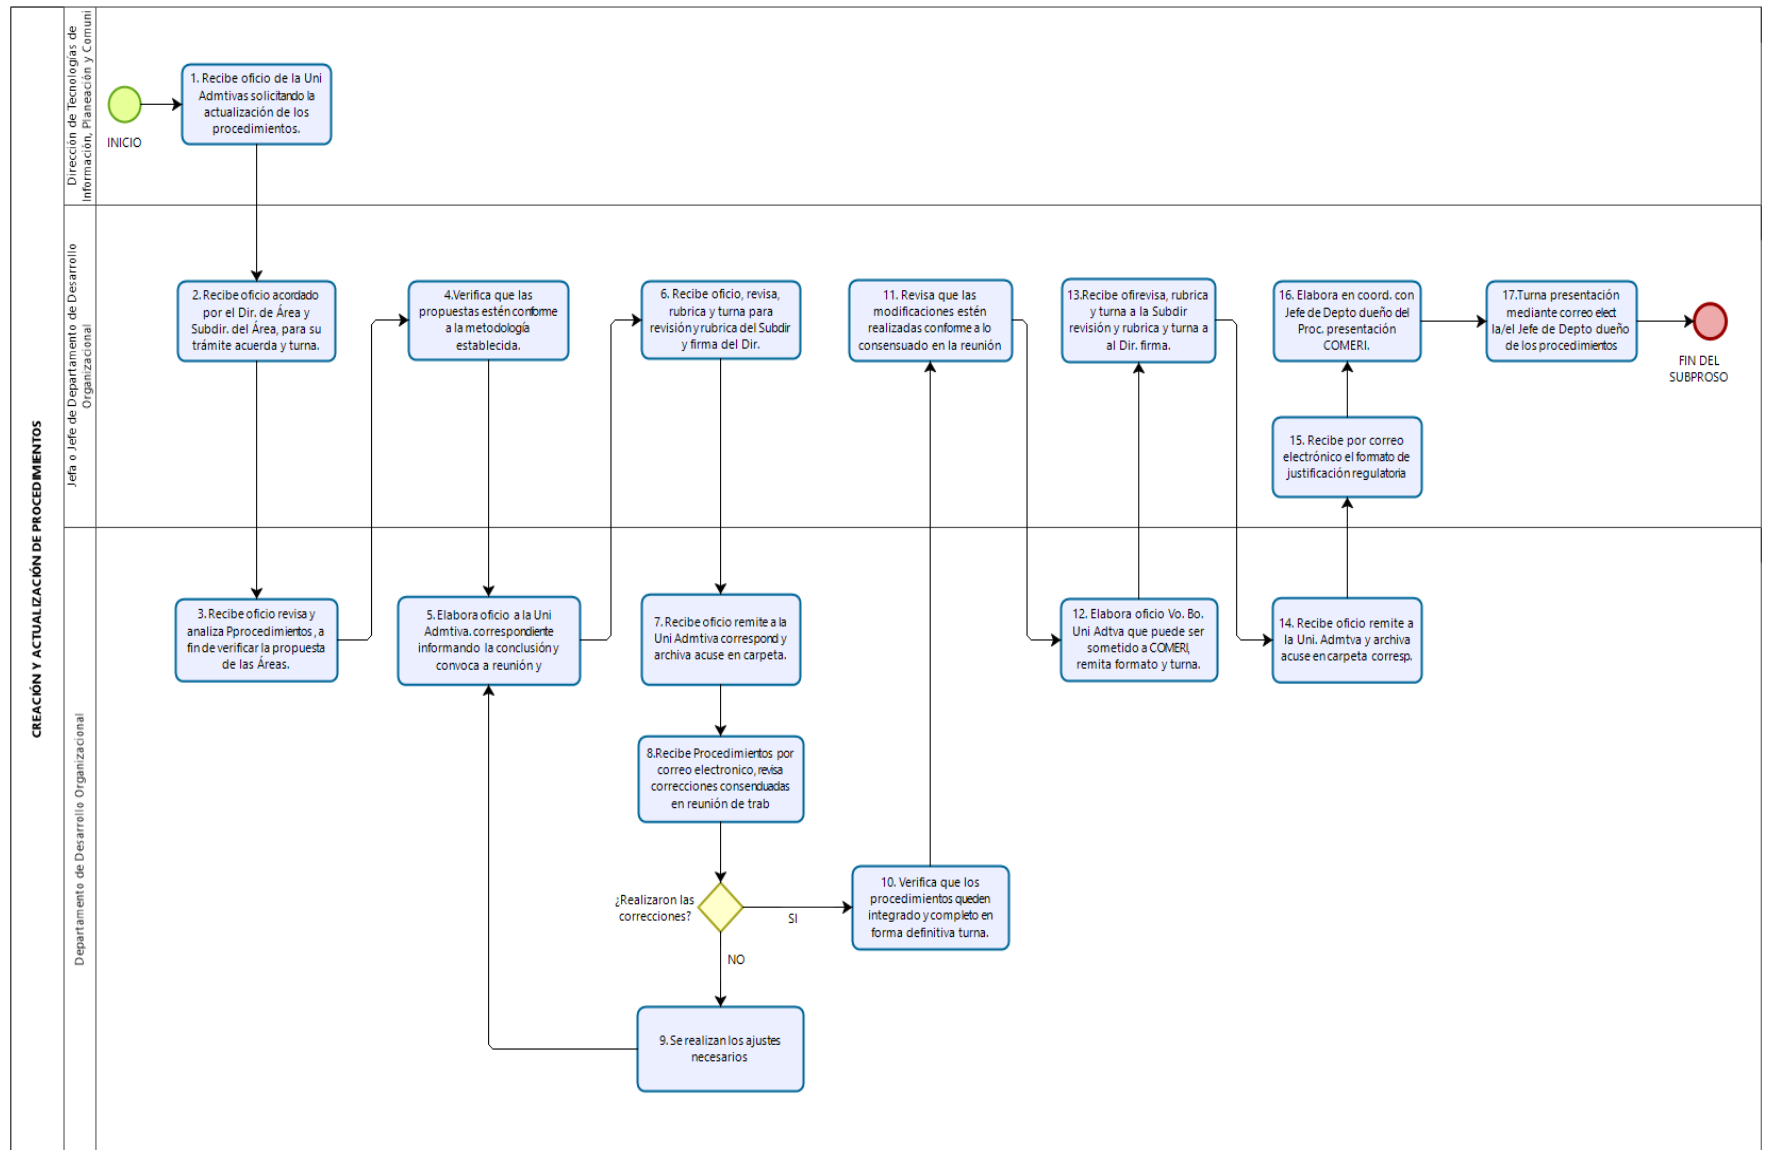 CREACIÓN Y ACTUALIZACIÓN DE PROCEDIMIENTOS
Dirección de Tecnologías de
Información, Planeación y Comuni
INICIO
1. Recibe oficio de la Uni
Admtivas solicitando la
actualización de los
procedimientos.
Jefa o Jefe de Departamento de Desarrollo
Organizacional
2. Recibe oficio acordado
por el Dir. de Área y
Subdir. del Área, para su
trámite acuerda y turna.
4.Verifica que las
propuestas estén conforme
a la metodología
establecida.
6. Recibe oficio, revisa,
rubrica y turna para
revisión y rubrica del Subdir
y firma del Dir.
11. Revisa que las
modificaciones estén
realizadas conforme a lo
consensuado en la reunión
13.Recibe ofirevisa, rubrica
y turna a la Subdir
revisión y rubrica y turna a
al Dir. firma.
16. Elabora en coord. con
Jefe de Depto dueño del
Proc. presentación
COMERI.
17.Turna presentación
mediante correo elect
la/el Jefe de Depto dueño
de los procedimientos
FIN DEL
SUBPROSO
15. Recibe por correo
electrónico el formato de
justificación regulatoria
Departamento de Desarrollo Organizacional
3. Recibe oficio revisa y
analiza Pprocedimientos, a
fin de verificar la propuesta
de las Áreas.
5. Elabora oficio a la Uni
Admtiva. correspondiente
informando la conclusión y
convoca a reunión y
7. Recibe oficio remite a la
Uni Admtiva correspond y
archiva acuse en carpeta.
12. Elabora oficio Vo. Bo.
Uni Adtva que puede ser
sometido a COMERI,
remita formato y turna.
14. Recibe oficio remite a
la Uni. Admtva y archiva
acuse en carpeta corresp.
8.Recibe Procedimientos por
correo electronico, revisa
correcciones consenduadas
en reunión de trab
¿Realizaron las
correcciones?
SI
NO
10. Verifica que los
procedimientos queden
integrado y completo en
forma definitiva turna.
9. Se realizan los ajustes
necesarios